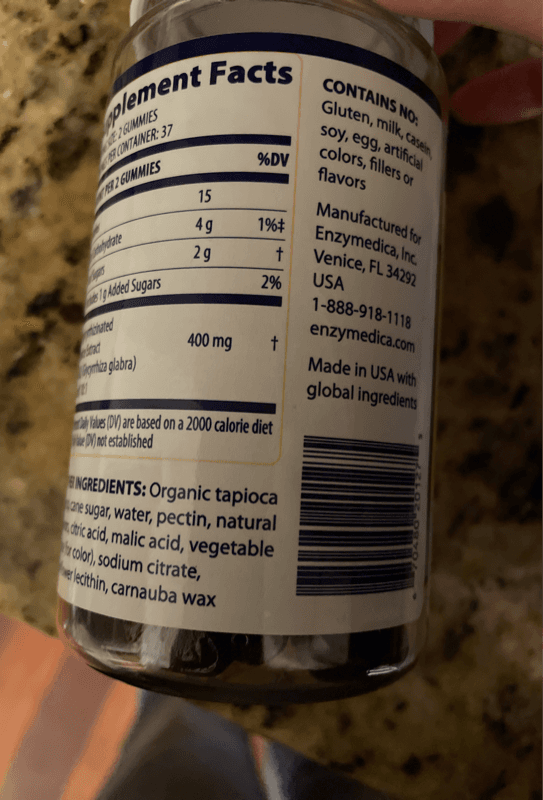 pplement Facts
2 GUMMIES
PER CONTAINER: 37
PER 2 GUMMIES %DV
15
4 g 1%‡
2 g †
1g Added Sugars 2%
400 mg †
glabra)
Daily Values (DV) are based on a 2000 calorie diet
(DV) not established
INGREDIENTS: Organic tapioca
cane sugar, water, pectin, natural
citric acid, malic acid, vegetable
for color), sodium citrate,
lecithin, carnauba wax
CONTAINS NO:
Gluten, milk, casein,
soy, egg, artificial
colors, fillers or
flavors
Manufactured for
Enzymedica, Inc.
Venice, FL 34292
USA
1-888-918-1118
enzymedica.com
Made in USA with
global ingredients